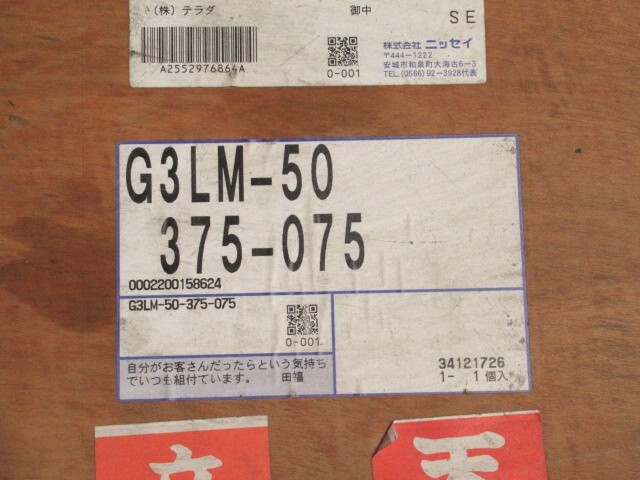 (株) テラダ 御中
SE
A2552976864A
0-001
株式会社 ニッセイ
〒444-1222
安城市和泉町大海古6-3
TEL.(0566)92-3928代表
G3LM-50
375-075
0002200158624
G3LM-50-375-075
0-001
自分がお客さんだったらという気持ち
でいつも組付ています。 田福
34121726
1- 1個入
天